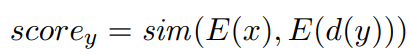 score_y = sim(E(x), E(d(y)))